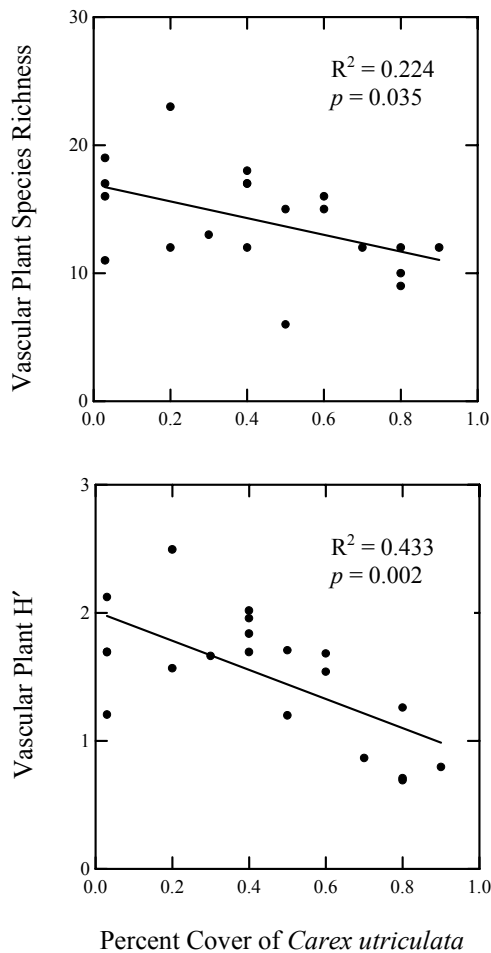 30
R² = 0.224
p = 0.035
20
Vascular Plant Species Richness
10
0
0.0 0.2 0.4 0.6 0.8 1.0
3
R² = 0.433
p = 0.002
2
Vascular Plant H′
1
0
0.0 0.2 0.4 0.6 0.8 1.0
Percent Cover of Carex utriculata